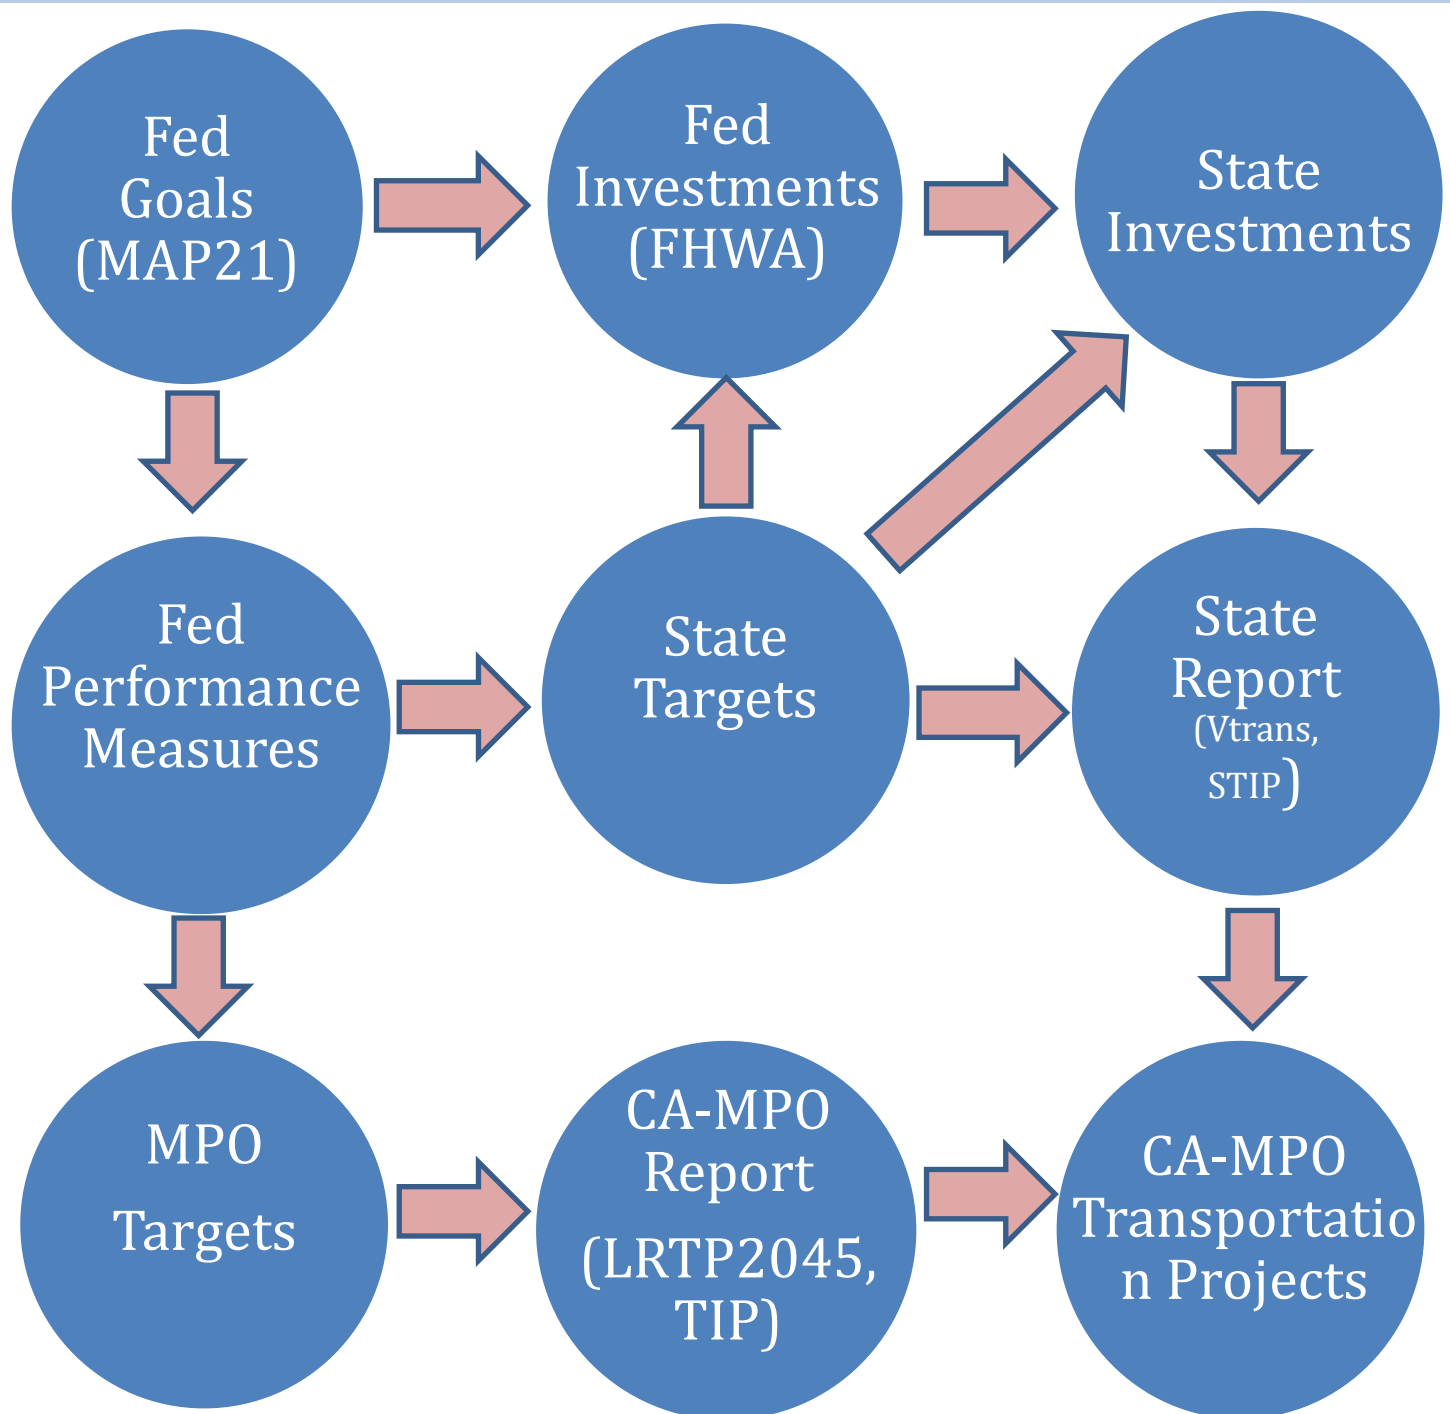 Fed
Goals
(MAP21)
Fed
Investments
(FHWA)
State
Investments
Fed
Performance
Measures
State
Targets
State
Report
(Vtrans,
STIP)
MPO
Targets
CA-MPO
Report
(LRTP2045,
TIP)
CA-MPO
Transportatio
n Projects